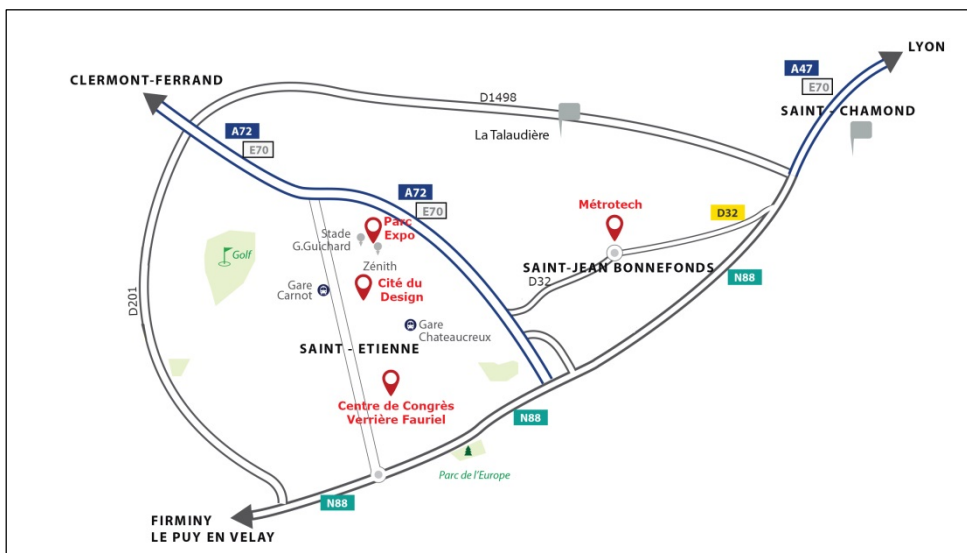 LYON
A47
E70
CLERMONT-FERRAND
D1498
SAINT - CHAMOND
A72
E70
La Talaudière
A72
E70
Métrotech
D32
Parc
Expo
Stade
G.Guichard
Golf
Zénith
SAINT-JEAN BONNEFONDS
D32
N88
Cité du
Design
Gare
Carnot
D201
Gare
Chateaucreux
SAINT - ETIENNE
Centre de Congrès
Verrière Fauriel
N88
Parc de l'Europe
N88
FIRMINY
LE PUY EN VELAY